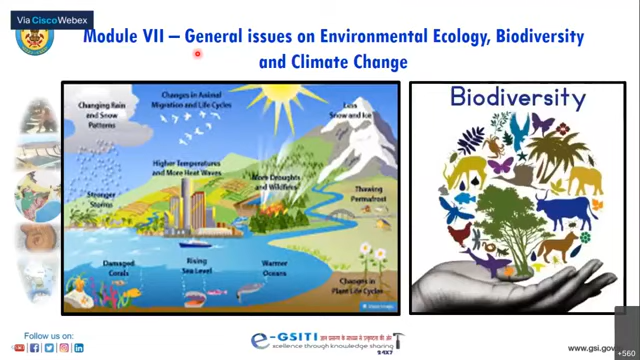 Via Cisco Webex
Module VII – General issues on Environmental Ecology, Biodiversity
and Climate Change
Changing Rain
and Snow
Patterns
Changes in Animal
Migration and Life Cycles
Less
Snow and Ice
Higher Temperatures
and More Heat Waves
More Droughts
and Wildfires
Stronger
Storms
Thawing
Permafrost
Damaged
Corals
Rising
Sea Level
Warmer
Oceans
Changes in
Plant Life Cycles
Biodiversity
Follow us on:
e-GSITI
excellence through knowledge sharing
24X7
www.gsi.gov
+560